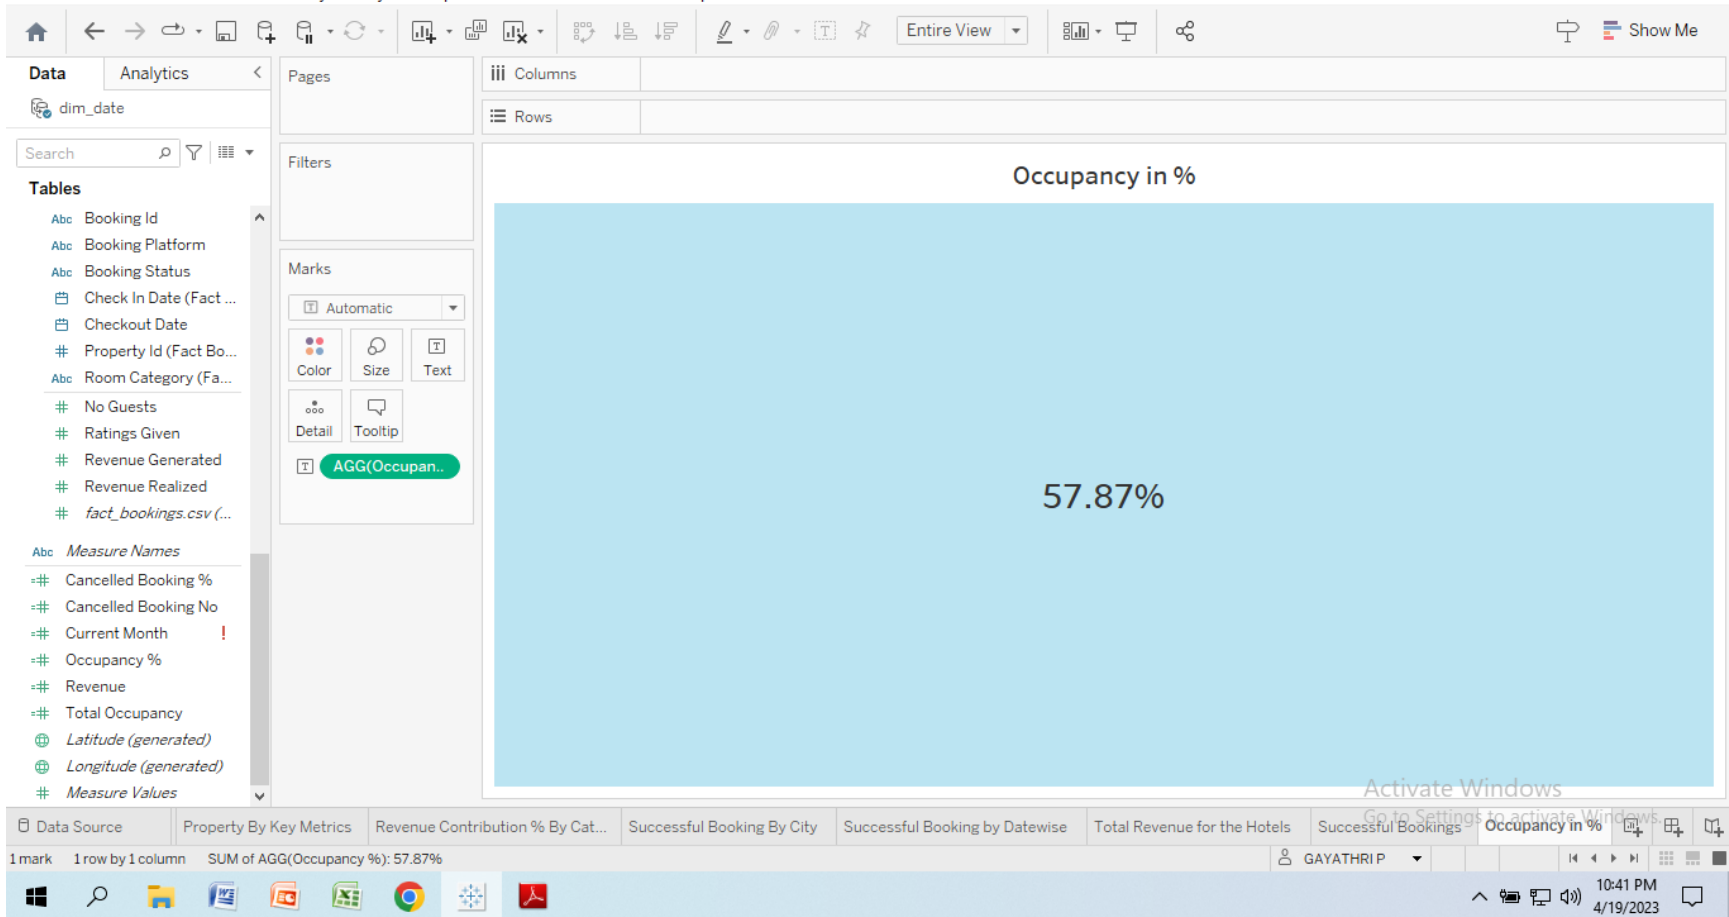 Entire View
Show Me
Data
Analytics
Pages
Columns
dim_date
Rows
Search
Filters
Tables
Occupancy in %
Abc Booking Id
Abc Booking Platform
Abc Booking Status
Check In Date (Fact ...
Checkout Date
# Property Id (Fact Bo...
Abc Room Category (Fa...
# No Guests
# Ratings Given
# Revenue Generated
# Revenue Realized
# fact_bookings.csv (...
Abc Measure Names
=# Cancelled Booking %
=# Cancelled Booking No
=# Current Month !
=# Occupancy %
=# Revenue
=# Total Occupancy
Latitude (generated)
Longitude (generated)
# Measure Values
Marks
T Automatic
Color
Size
T
Text
Detail
Tooltip
T AGG(Occupan..
57.87%
Activate Windows
Go to Settings to activate Windows.
Data Source
Property By Key Metrics
Revenue Contribution % By Cat...
Successful Booking By City
Successful Booking by Datewise
Total Revenue for the Hotels
Successful Bookings
Occupancy in %
1 mark 1 row by 1 column SUM of AGG(Occupancy %): 57.87%
GAYATHRI P
10:41 PM
4/19/2023